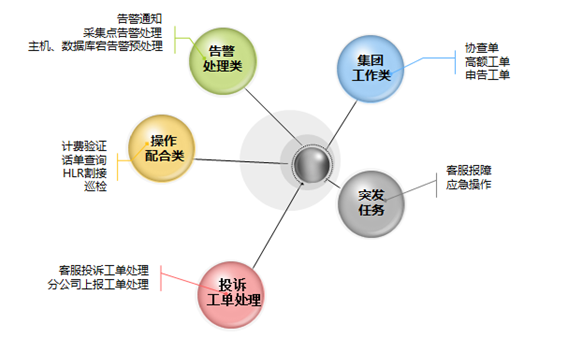 告警通知
采集点告警处理
主机、数据库宕告警预处理
告警
处理类
集团
工作类
协查单
高额工单
申告工单
计费验证
话单查询
HLR割接
巡检
操作
配合类
突发
任务
客服报障
应急操作
客服投诉工单处理
分公司上报工单处理
投诉
工单处理